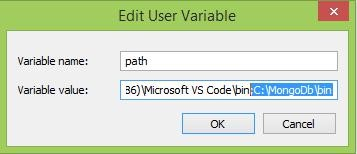 Edit User Variable
Variable name: path
Variable value: 36)\Microsoft VS Code\bin;C:\MongoDb\bin
OK Cancel